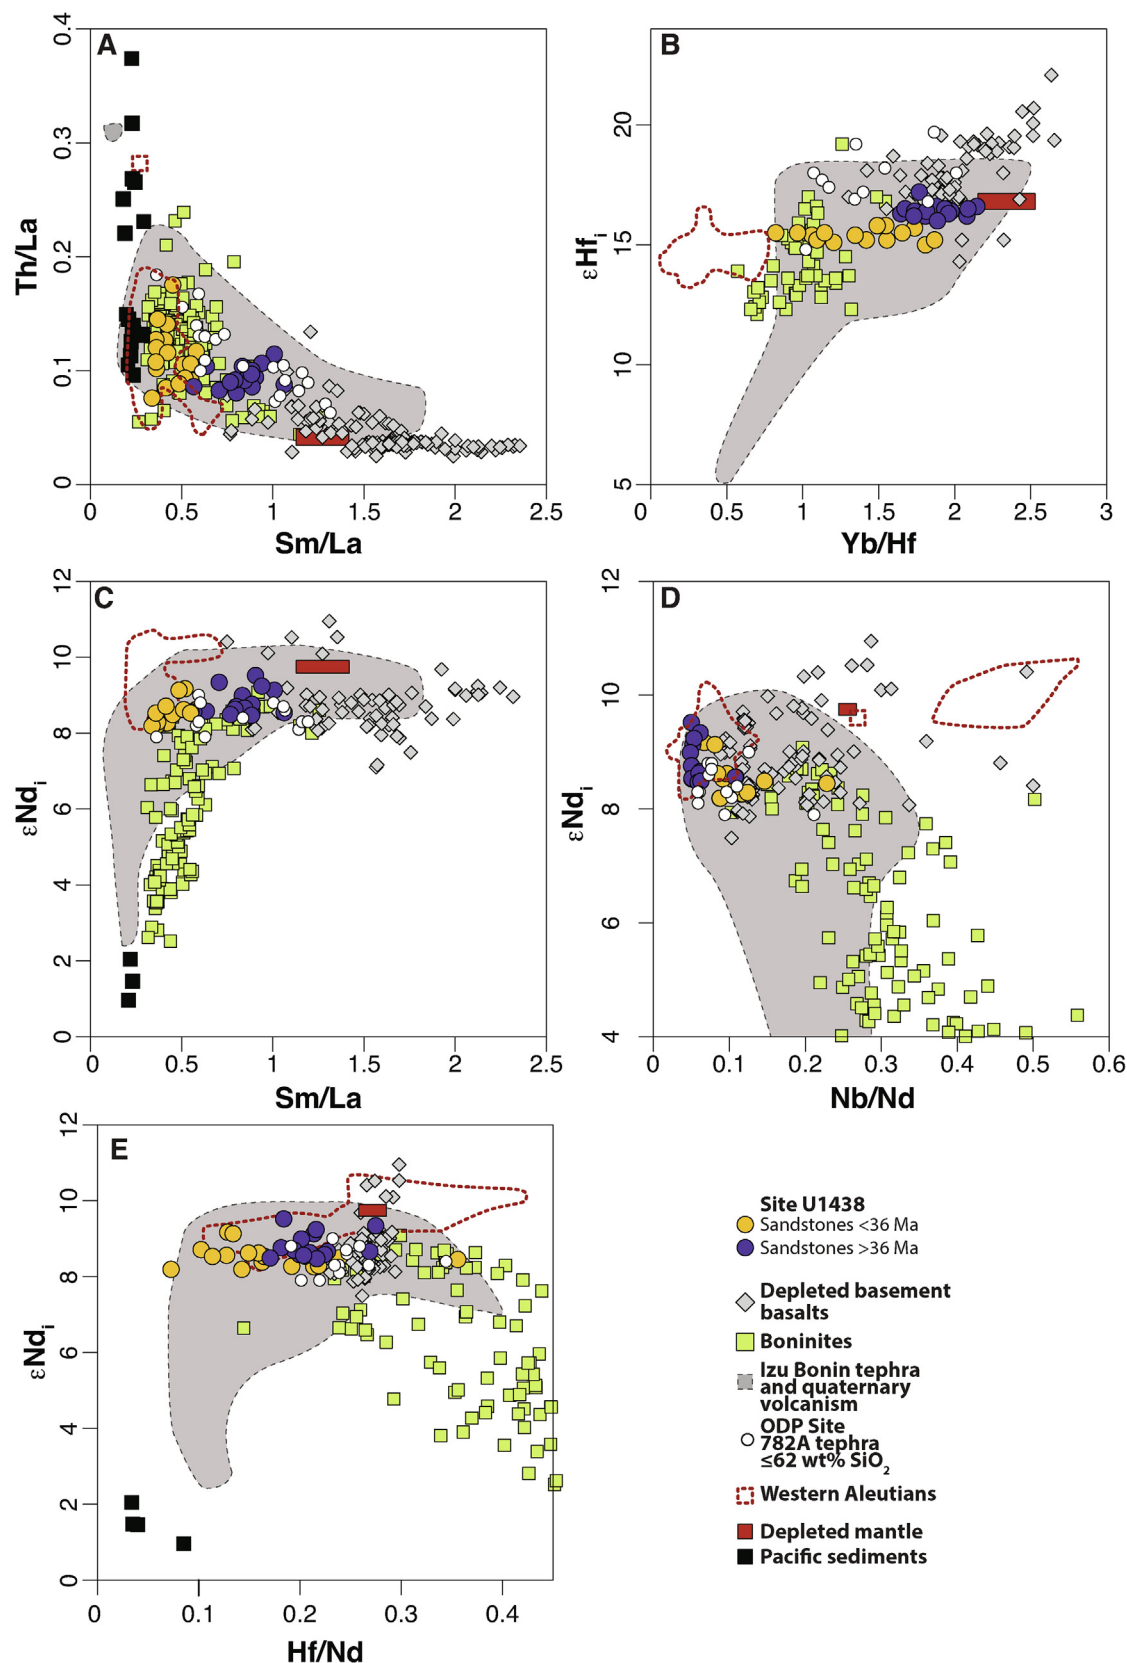 A
0.4
0.3
0.2
0.1
0
Th/La
0 0.5 1 1.5 2 2.5
Sm/La
B
20
15
10
5
εHfi
0 0.5 1 1.5 2 2.5 3
Yb/Hf
C
12
10
8
6
4
2
0
εNdi
0 0.5 1 1.5 2 2.5
Sm/La
D
12
10
8
6
4
εNdi
0 0.1 0.2 0.3 0.4 0.5 0.6
Nb/Nd
E
12
10
8
6
4
2
0
εNdi
0 0.1 0.2 0.3 0.4
Hf/Nd
Site U1438
Sandstones <36 Ma
Sandstones >36 Ma
Depleted basement
basalts
Boninites
Izu Bonin tephra
and quaternary
volcanism
ODP Site
782A tephra
≤62 wt% SiO2
Western Aleutians
Depleted mantle
Pacific sediments